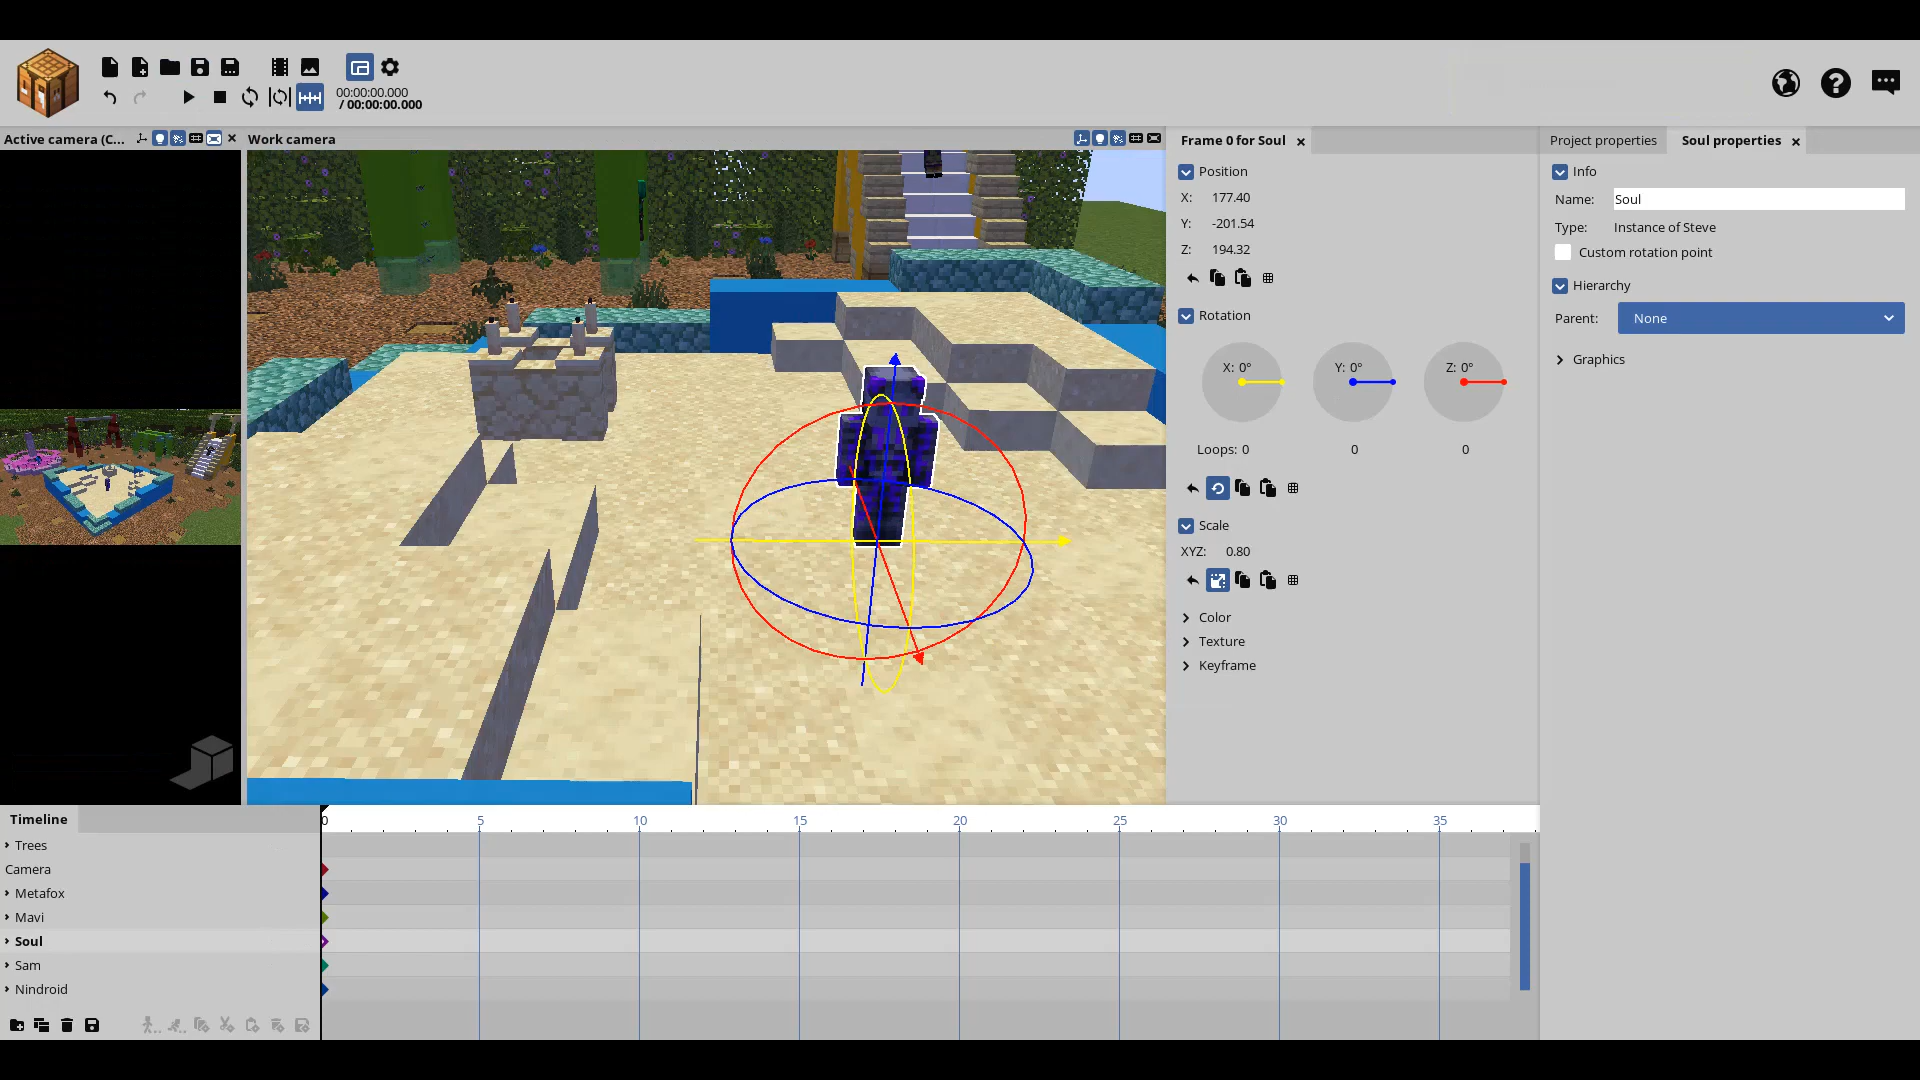 00:00:00.000
/ 00:00:00.000
Active camera (C...
Work camera
Frame 0 for Soul
Position
X: 177.40
Y: -201.54
Z: 194.32
Rotation
X: 0° Y: 0° Z: 0°
Loops: 0 0 0
Scale
XYZ: 0.80
Color
Texture
Keyframe
Project properties Soul properties
Info
Name: Soul
Type: Instance of Steve
Custom rotation point
Hierarchy
Parent: None
Graphics
Timeline
0 5 10 15 20 25 30 35
Trees
Camera
Metafox
Mavi
Soul
Sam
Nindroid